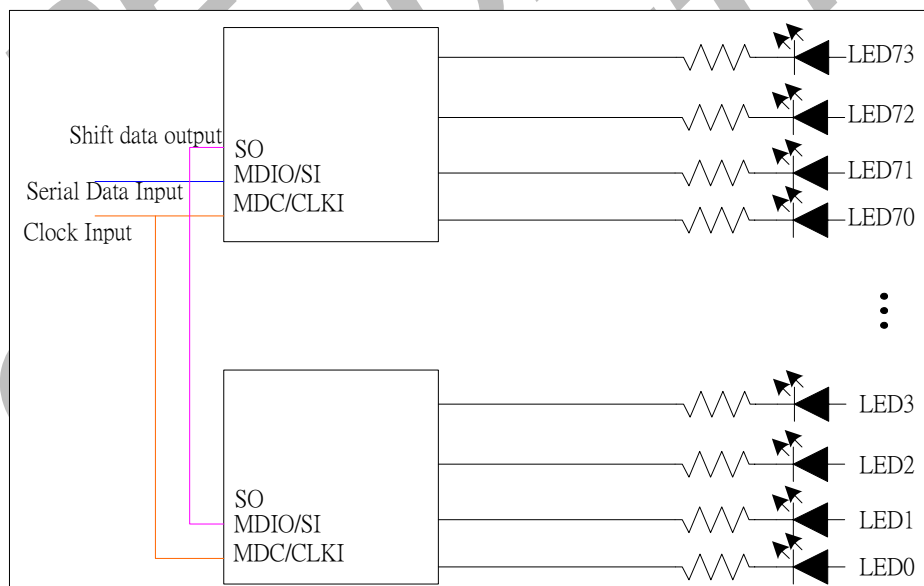 LED73
LED72
Shift data output
SO
LED71
MDIO/SI
Serial Data Input
MDC/CLKI
LED70
Clock Input
LED3
LED2
SO
MDIO/SI
LED1
MDC/CLKI
LED0